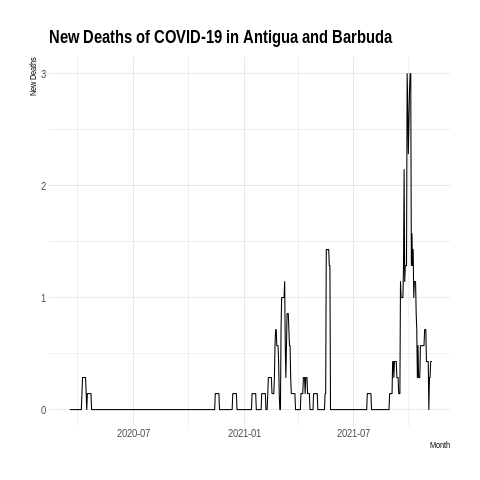 New Deaths of COVID-19 in Antigua and Barbuda
New Deaths
3
2
1
0
2020-07 2021-01 2021-07
Month